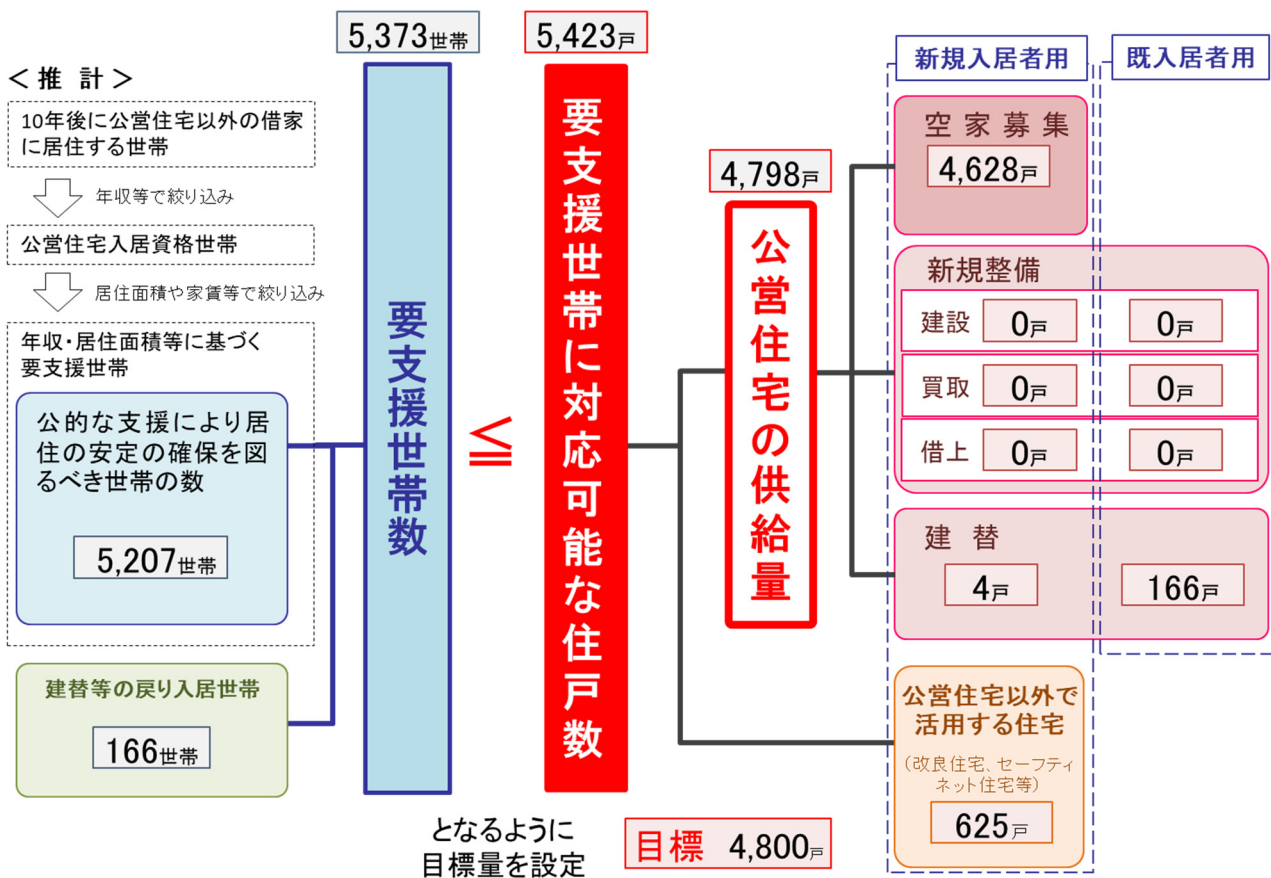 ＜推 計＞
10年後に公営住宅以外の借家
に居住する世帯
年収等で絞り込み
公営住宅入居資格世帯
居住面積や家賃等で絞り込み
年収・居住面積等に基づく
要支援世帯
公的な支援により居
住の安定の確保を図
るべき世帯の数
5,207世帯
建替等の戻り入居世帯
166世帯
5,373世帯
要支援世帯数
≦
5,423戸
要支援世帯に対応可能な住戸数
となるように
目標量を設定
目標 4,800戸
4,798戸
公営住宅の供給量
新規入居者用
既入居者用
空家募集
4,628戸
新規整備
建設 0戸 0戸
買取 0戸 0戸
借上 0戸 0戸
建 替
4戸 166戸
公営住宅以外で
活用する住宅
（改良住宅、セーフティ
ネット住宅等）
625戸